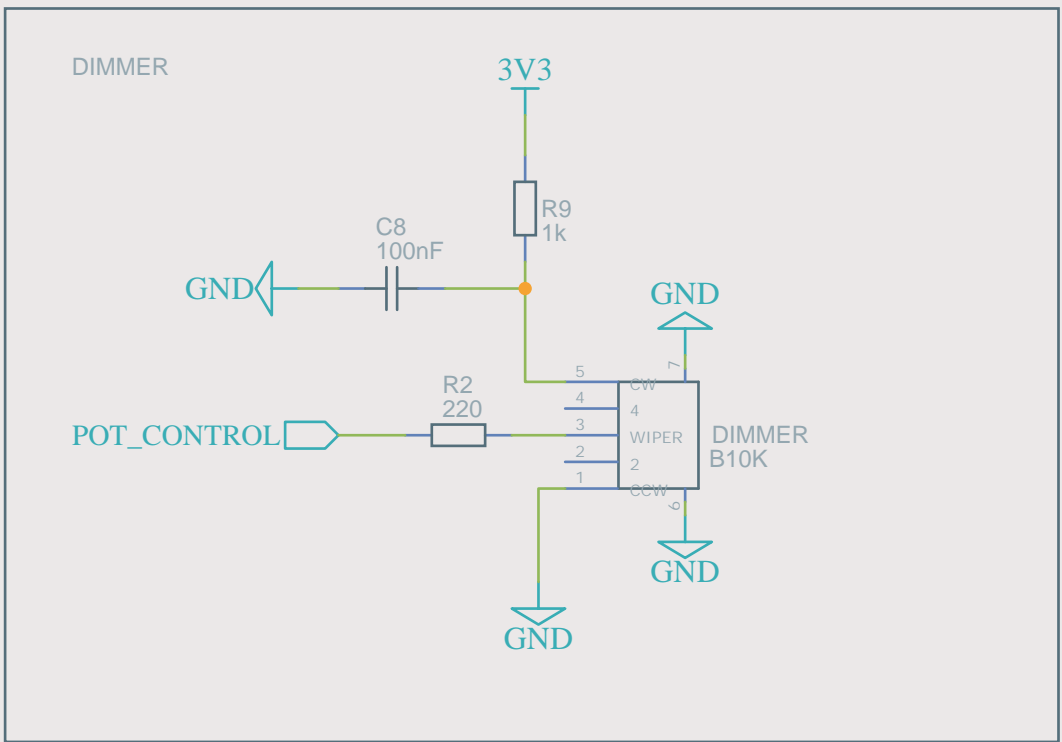 DIMMER
3V3
R9
1k
C8
100nF
GND
GND
7
5
CW
4
4
R2
220
POT_CONTROL
3
WIPER
DIMMER
B10K
2
2
1
CCW
6
GND
GND